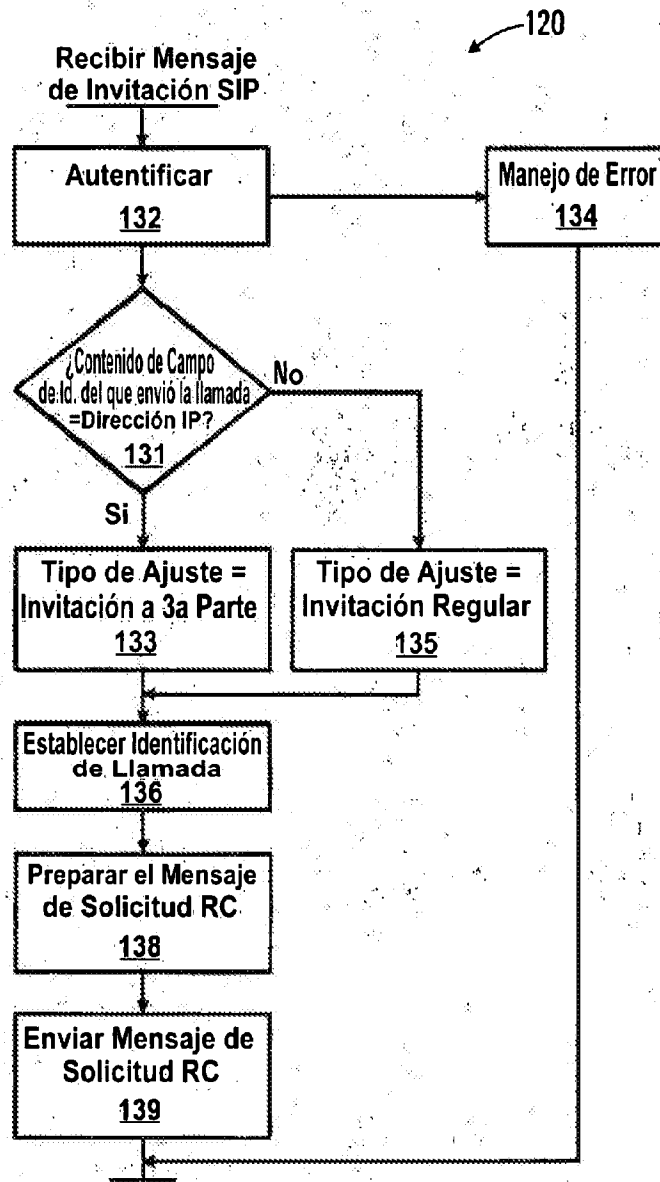 120
Recibir Mensaje
de Invitación SIP
Autentificar
132
Manejo de Error
134
¿Contenido de Campo
de Id. del que envió la llamada
=Dirección IP?
131
No
Si
Tipo de Ajuste =
Invitación a 3a Parte
133
Tipo de Ajuste =
Invitación Regular
135
Establecer Identificación
de Llamada
136
Preparar el Mensaje
de Solicitud RC
138
Enviar Mensaje de
Solicitud RC
139